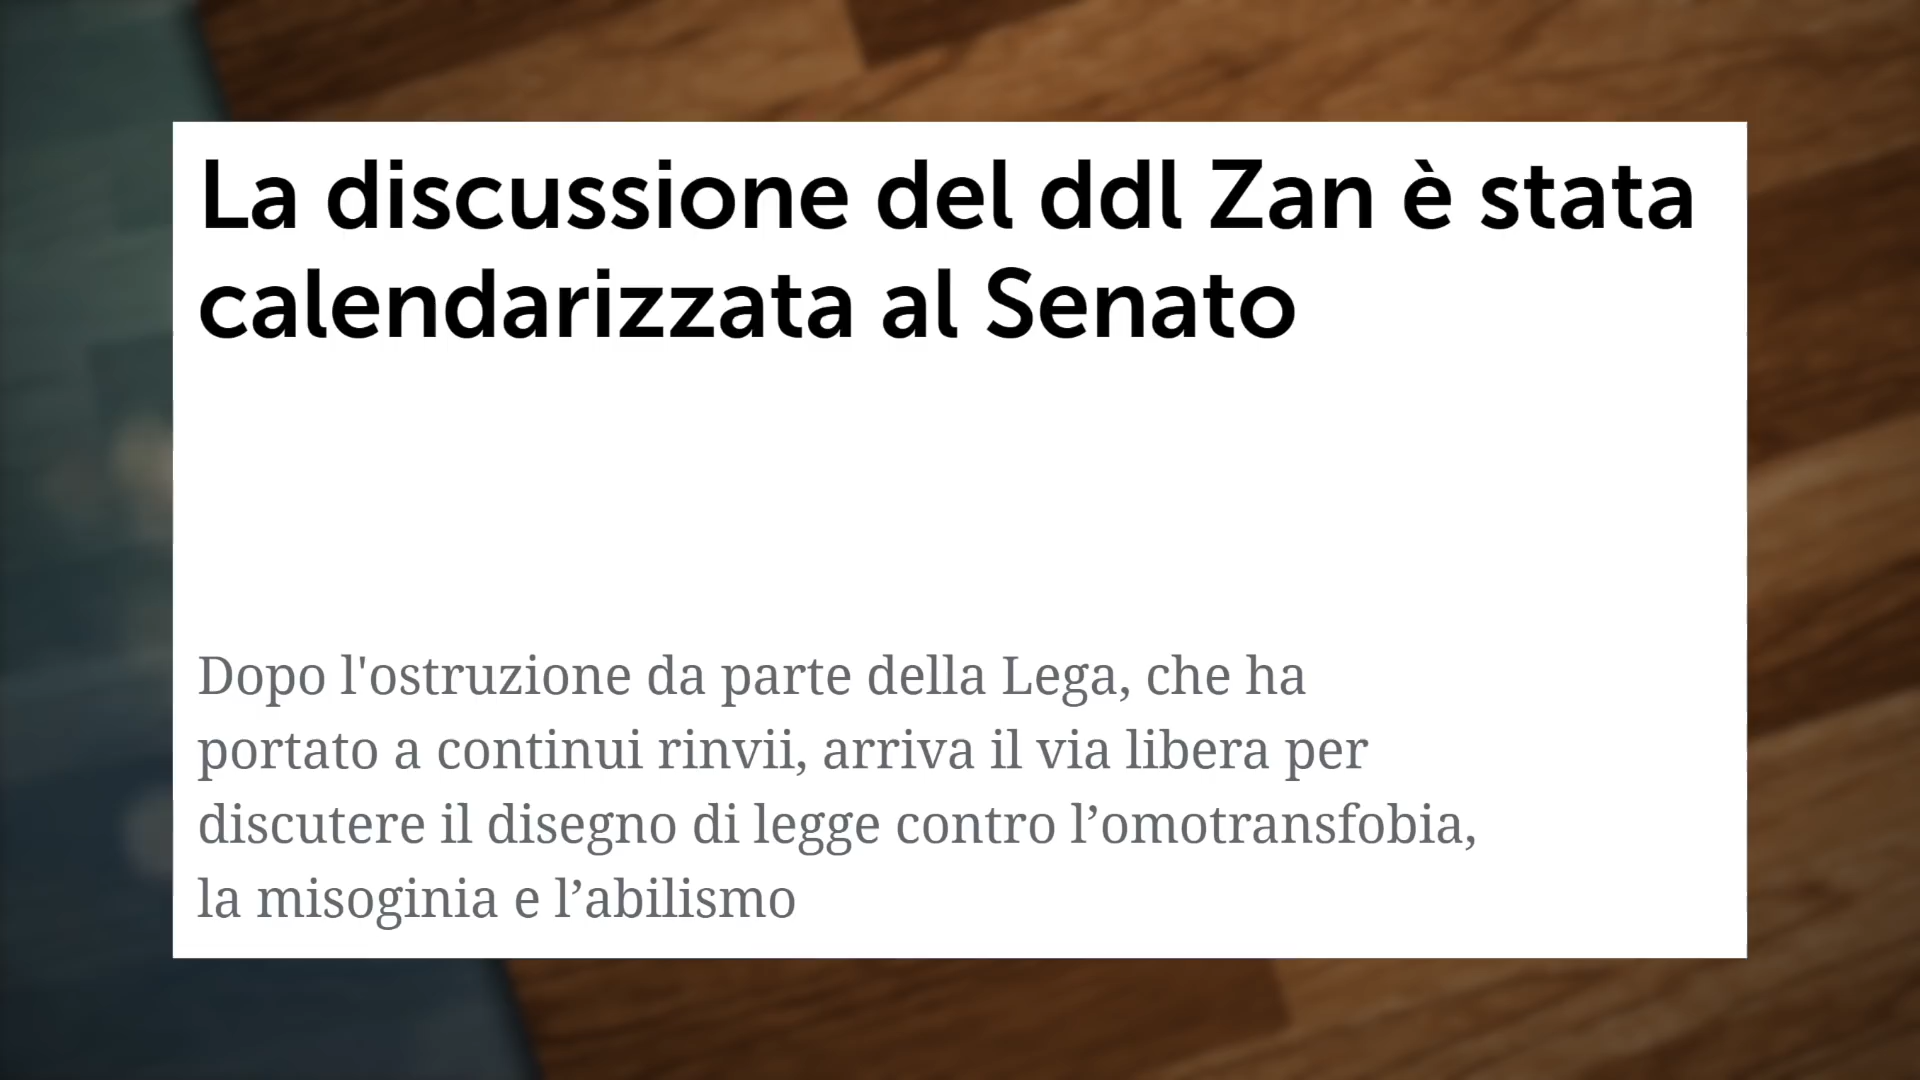 La discussione del ddl Zan è stata
calendarizzata al Senato
Dopo l'ostruzione da parte della Lega, che ha
portato a continui rinvii, arriva il via libera per
discutere il disegno di legge contro l’omotransfobia,
la misoginia e l’abilismo